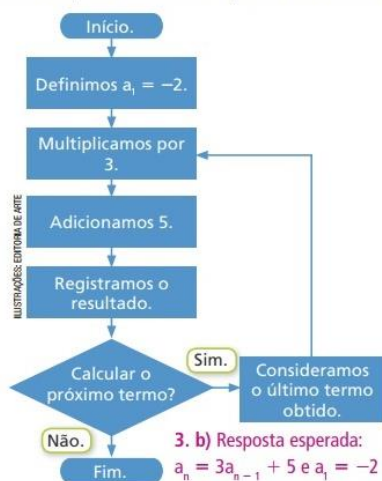 Início.
Definimos a₁ = −2.
Multiplicamos por
3.
Adicionamos 5.
Registramos o
resultado.
Calcular o
próximo termo?
Sim.
Consideramos
o último termo
obtido.
Não.
Fim.
3. b) Resposta esperada:
aₙ = 3aₙ₋₁ + 5 e a₁ = −2
ILUSTRAÇÕES: EDITORIA DE ARTE